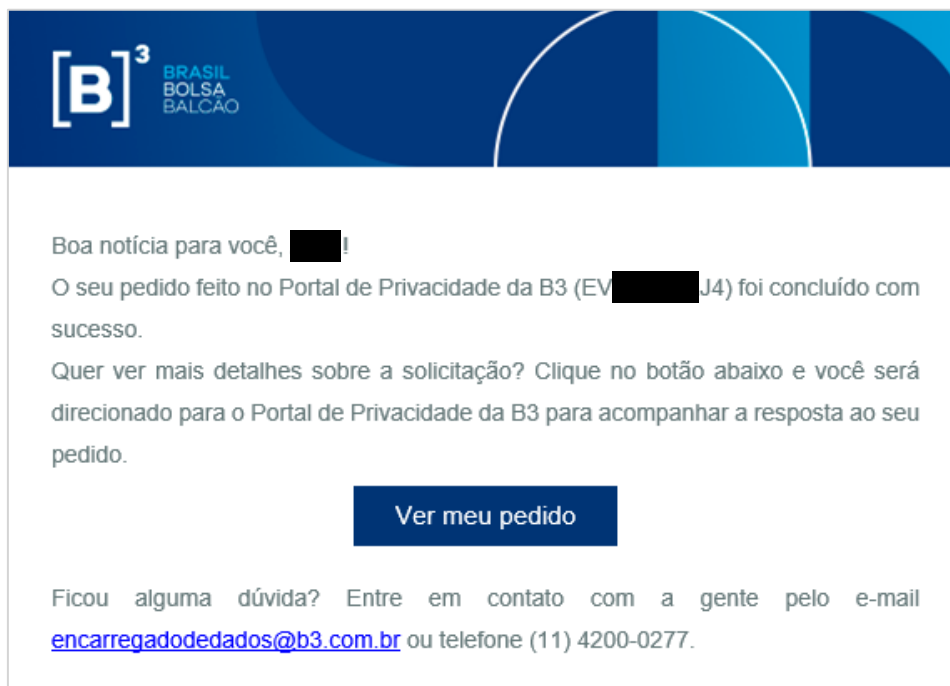 [B]³ BRASIL
BOLSA
BALCÃO
Boa notícia para você, !
O seu pedido feito no Portal de Privacidade da B3 (EV J4) foi concluído com
sucesso.
Quer ver mais detalhes sobre a solicitação? Clique no botão abaixo e você será
direcionado para o Portal de Privacidade da B3 para acompanhar a resposta ao seu
pedido.
Ver meu pedido
Ficou alguma dúvida? Entre em contato com a gente pelo e-mail
encarregadodedados@b3.com.br ou telefone (11) 4200-0277.